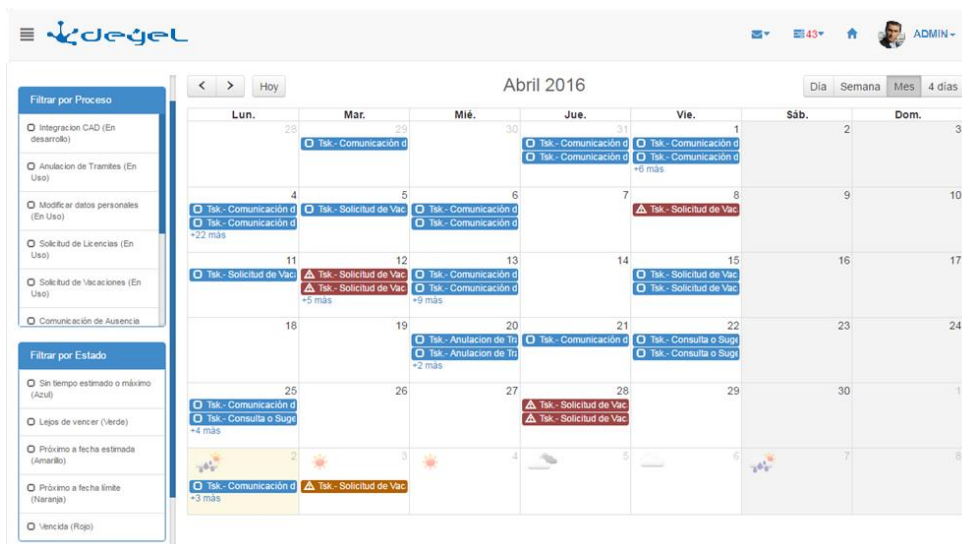 deyel
43
ADMIN
Hoy
Abril 2016
Día Semana Mes 4 días
Filtrar por Proceso
Integracion CAD (En
desarrollo)
Anulacion de Tramites (En
Uso)
Modificar datos personales
(En Uso)
Solicitud de Licencias (En
Uso)
Solicitud de Vacaciones (En
Uso)
Comunicación de Ausencia
Filtrar por Estado
Sin tiempo estimado o máximo
(Azul)
Lejos de vencer (Verde)
Próximo a fecha estimada
(Amarillo)
Próximo a fecha límite
(Naranja)
Vencida (Rojo)
Lun. Mar. Mié. Jue. Vie. Sáb. Dom.
28 29 30 31 1 2 3
Tsk.- Comunicación d Tsk.- Comunicación d Tsk.- Comunicación d
Tsk.- Comunicación d Tsk.- Comunicación d
+6 más
4 5 6 7 8 9 10
Tsk.- Comunicación d Tsk.- Solicitud de Vac Tsk.- Comunicación d Tsk.- Solicitud de Vac
Tsk.- Comunicación d Tsk.- Comunicación d
+22 más
11 12 13 14 15 16 17
Tsk.- Solicitud de Vac Tsk.- Solicitud de Vac Tsk.- Comunicación d Tsk.- Solicitud de Vac
Tsk.- Solicitud de Vac Tsk.- Comunicación d Tsk.- Solicitud de Vac
+5 más +9 más
18 19 20 21 22 23 24
Tsk.- Anulacion de Tr Tsk.- Comunicación d Tsk.- Consulta o Suge
Tsk.- Anulacion de Tr Tsk.- Consulta o Suge
+2 más
25 26 27 28 29 30 1
Tsk.- Comunicación d Tsk.- Solicitud de Vac
Tsk.- Consulta o Suge Tsk.- Solicitud de Vac
+4 más
2 3 4 5 6 7 8
Tsk.- Comunicación d Tsk.- Solicitud de Vac
+3 más